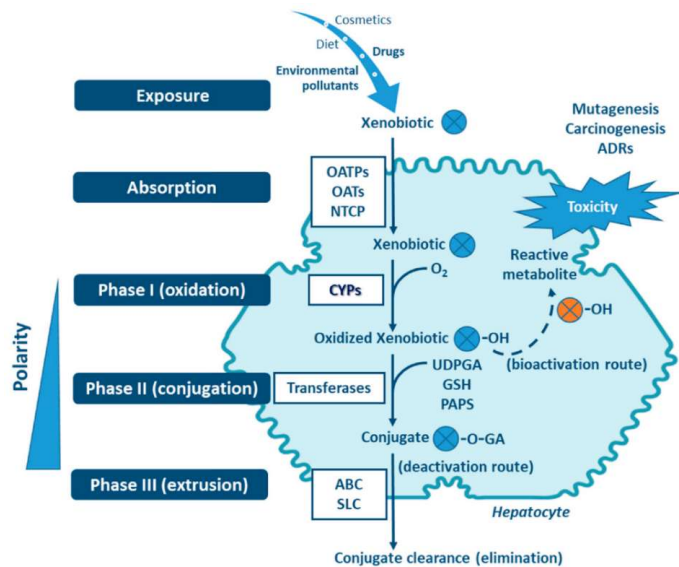 Cosmetics
Diet
Drugs
Environmental
pollutants
Exposure
Xenobiotic
Mutagenesis
Carcinogenesis
ADRs
Absorption
OATPs
OATs
NTCP
Toxicity
Xenobiotic
Reactive
metabolite
O2
Phase I (oxidation)
CYPs
-OH
Polarity
Oxidized Xenobiotic
-OH
(bioactivation route)
UDPGA
GSH
PAPS
Phase II (conjugation)
Transferases
Conjugate
-O-GA
(deactivation route)
Phase III (extrusion)
ABC
SLC
Hepatocyte
Conjugate clearance (elimination)